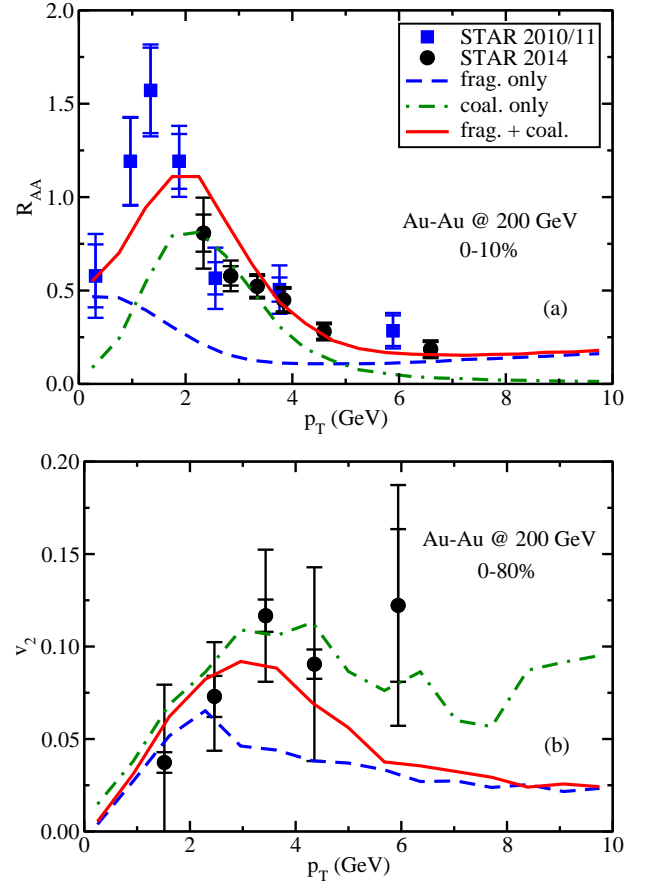 2.0
STAR 2010/11
STAR 2014
frag. only
coal. only
frag. + coal.
1.5
1.0
0.5
0.0
R_AA
Au-Au @ 200 GeV
0-10%
(a)
0 2 4 6 8 10
p_T (GeV)
0.20
0.15
0.10
0.05
0.00
v_2
Au-Au @ 200 GeV
0-80%
(b)
0 2 4 6 8 10
p_T (GeV)